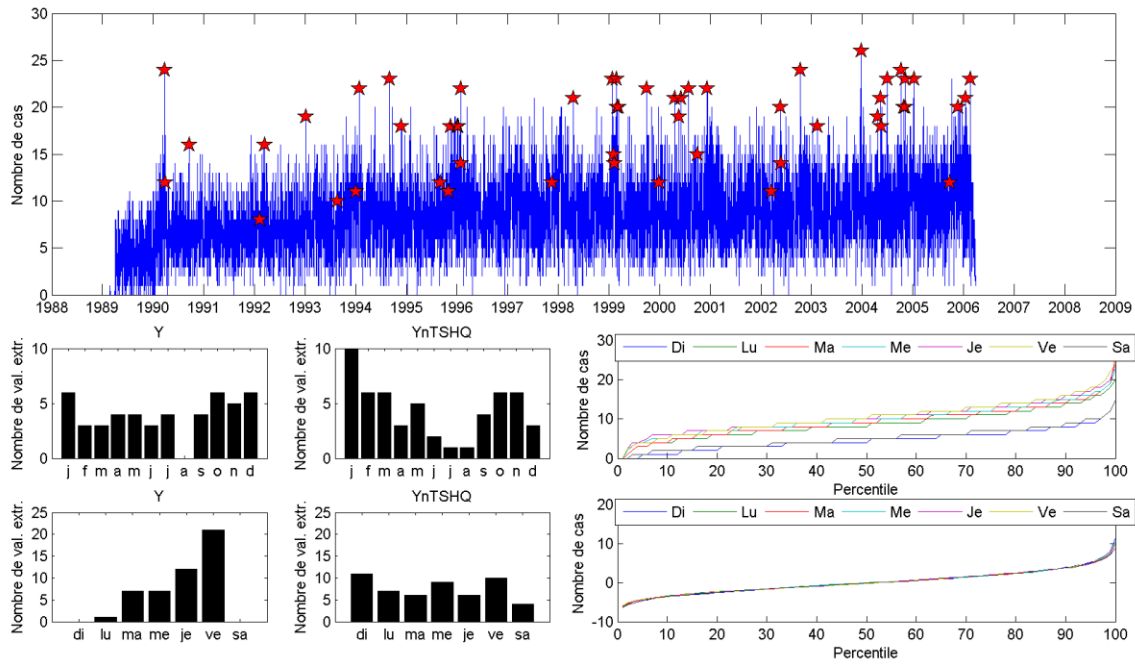 30
25
20
15
10
5
0
Nombre de cas
1988 1990 1991 1992 1993 1994 1995 1996 1997 1998 1999 2000 2001 2002 2003 2004 2005 2006 2007 2008 2009
Y
10
5
0
Nombre de val. extr.
j f m a m j j a s o n d
YnTSHQ
10
5
0
Nombre de val. extr.
j f m a m j j a s o n d
30
20
10
0
Nombre de cas
Di Lu Ma Me Je Ve Sa
1 10 20 30 40 50 60 70 80 90 100
Percentile
Y
25
20
15
10
5
0
Nombre de val. extr.
di lu ma me je ve sa
YnTSHQ
25
20
15
10
5
0
Nombre de val. extr.
di lu ma me je ve sa
20
10
0
-10
Nombre de cas
Di Lu Ma Me Je Ve Sa
1 10 20 30 40 50 60 70 80 90 100
Percentile